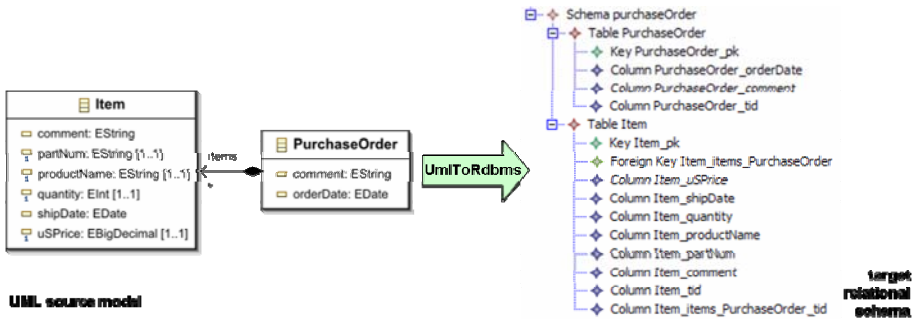 Item
comment: EString
partNum: EString [1..1]
productName: EString [1..1]
quantity: EInt [1..1]
shipDate: EDate
uSPrice: EBigDecimal [1..1]
items
*
PurchaseOrder
comment: EString
orderDate: EDate
UmlToRdbms
UML source model
Schema purchaseOrder
Table PurchaseOrder
Key PurchaseOrder_pk
Column PurchaseOrder_orderDate
Column PurchaseOrder_comment
Column PurchaseOrder_tid
Table Item
Key Item_pk
Foreign Key Item_items_PurchaseOrder
Column Item_uSPrice
Column Item_shipDate
Column Item_quantity
Column Item_productName
Column Item_partNum
Column Item_comment
Column Item_tid
Column Item_items_PurchaseOrder_tid
target
relational
schema